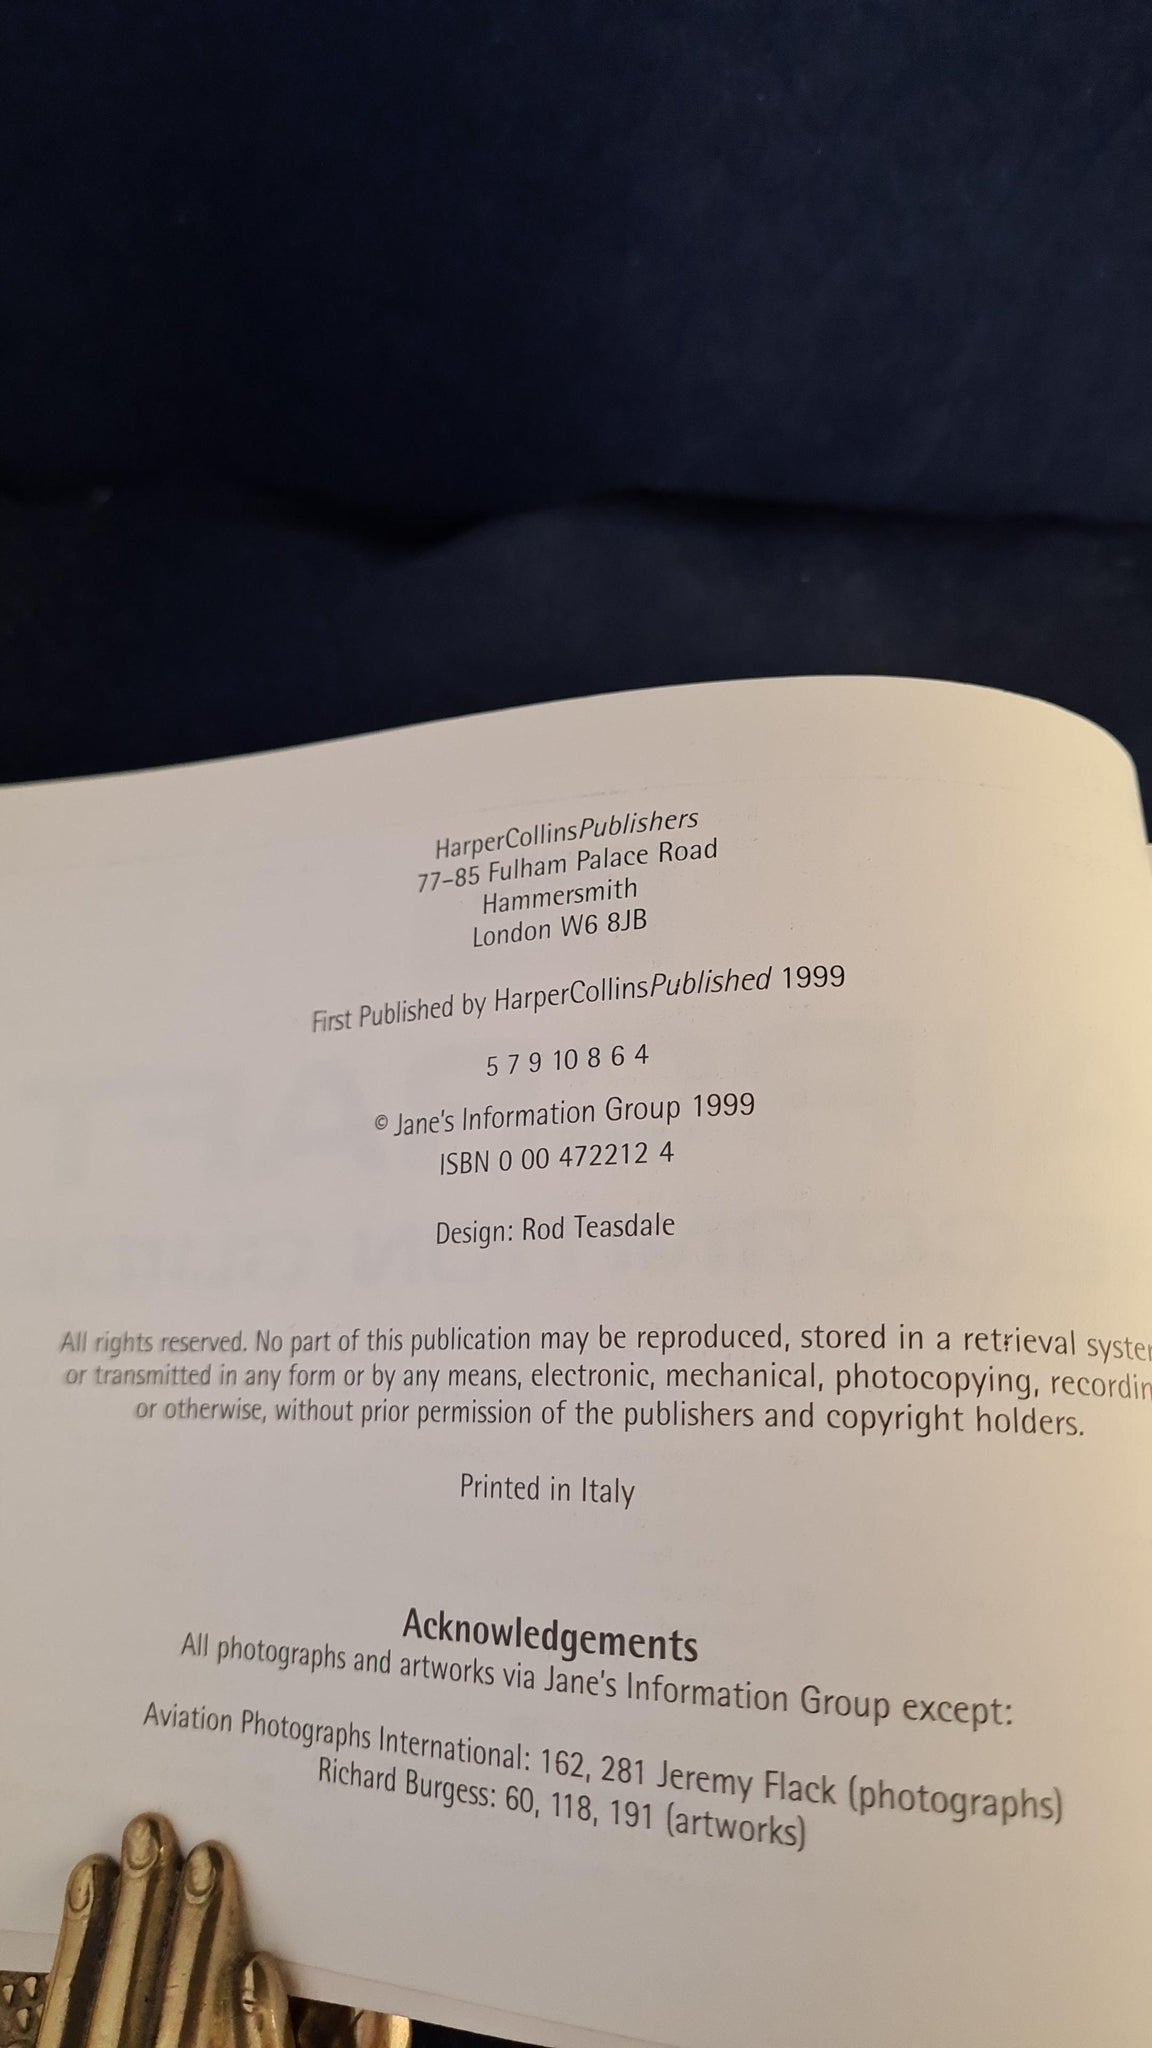 HarperCollinsPublishers
77-85 Fulham Palace Road
Hammersmith
London W6 8JB
First Published by HarperCollinsPublished 1999
5 7 9 10 8 6 4
© Jane's Information Group 1999
ISBN 0 00 472212 4
Design: Rod Teasdale
All rights reserved. No part of this publication may be reproduced, stored in a retrieval system
or transmitted in any form or by any means, electronic, mechanical, photocopying, recordin
or otherwise, without prior permission of the publishers and copyright holders.
Printed in Italy
Acknowledgements
All photographs and artworks via Jane's Information Group except:
Aviation Photographs International: 162, 281 Jeremy Flack (photographs)
Richard Burgess: 60, 118, 191 (artworks)